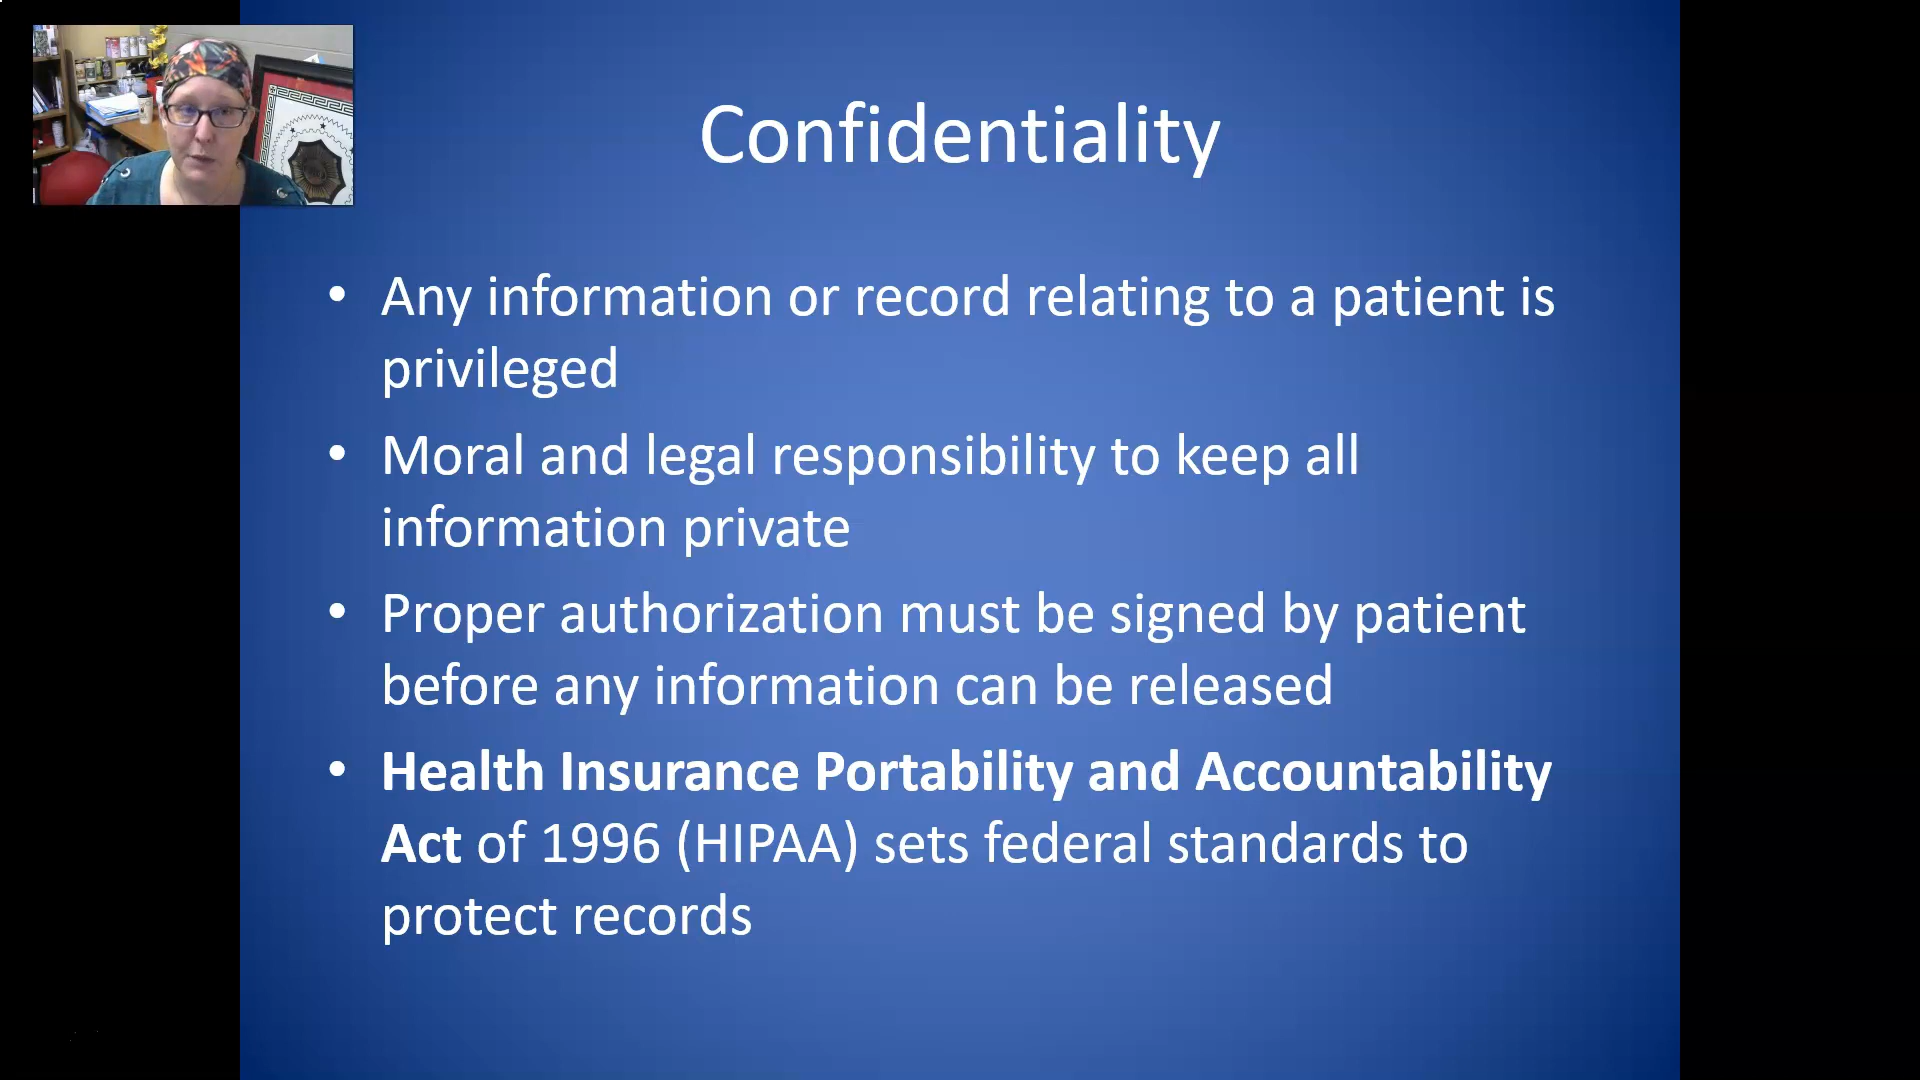 Confidentiality
• Any information or record relating to a patient is
privileged
• Moral and legal responsibility to keep all
information private
• Proper authorization must be signed by patient
before any information can be released
• Health Insurance Portability and Accountability
Act of 1996 (HIPAA) sets federal standards to
protect records